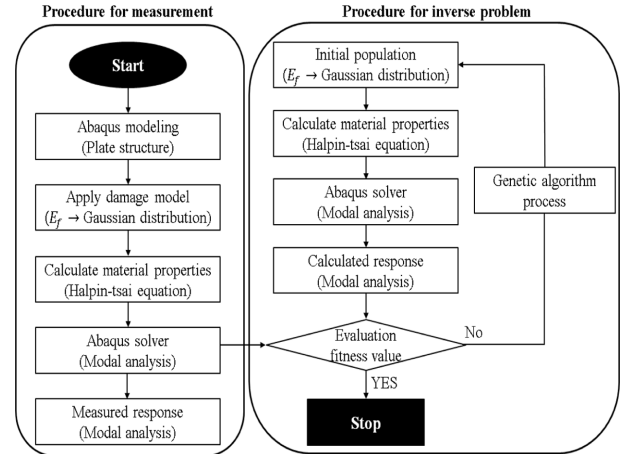 Procedure for measurement
Start
Abaqus modeling
(Plate structure)
Apply damage model
(E_f → Gaussian distribution)
Calculate material properties
(Halpin-tsai equation)
Abaqus solver
(Modal analysis)
Measured response
(Modal analysis)
Procedure for inverse problem
Initial population
(E_f → Gaussian distribution)
Calculate material properties
(Halpin-tsai equation)
Abaqus solver
(Modal analysis)
Calculated response
(Modal analysis)
Evaluation
fitness value
No
YES
Stop
Genetic algorithm
process